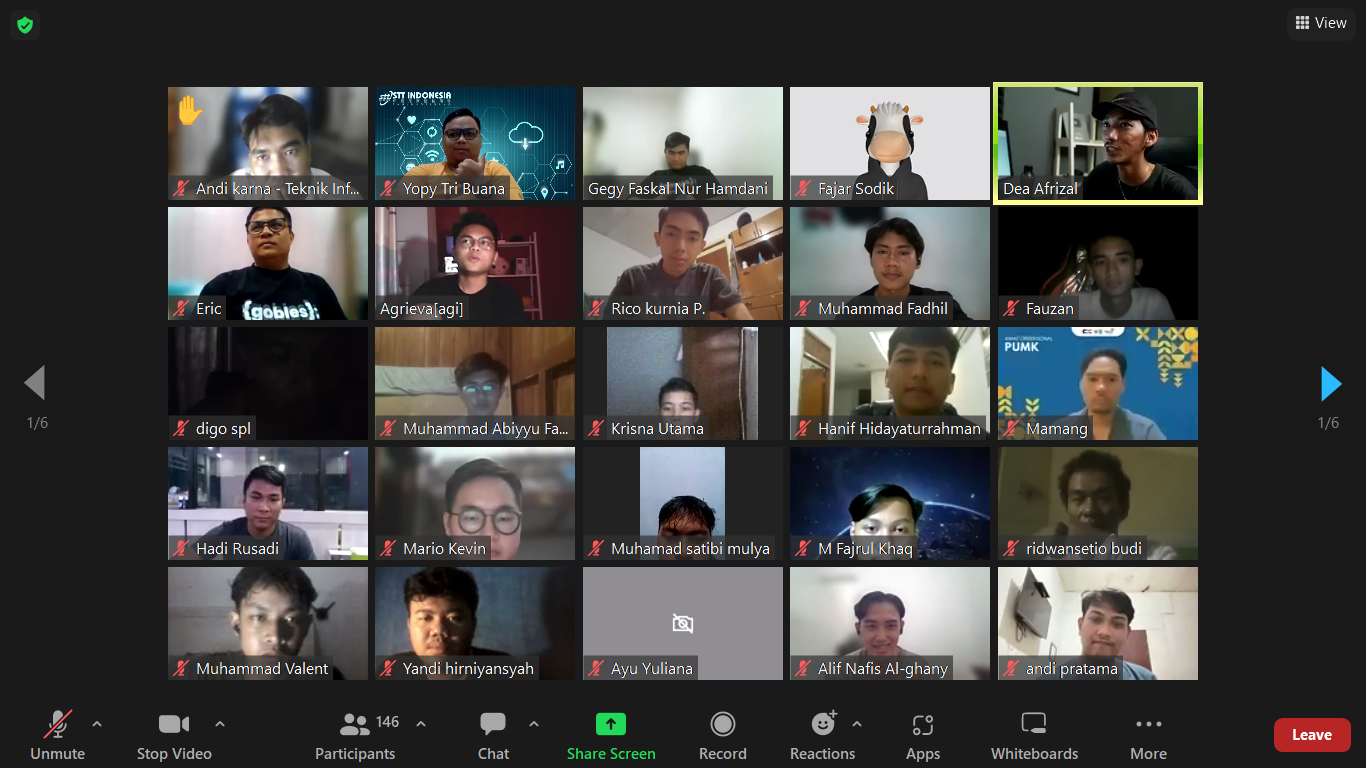 View
Andi karna - Teknik Inf...
#STT INDONESIA
Yopy Tri Buana
Gegy Faskal Nur Hamdani
Fajar Sodik
Dea Afrizal
{gobles};
Eric
Agrieva[agi]
Rico kurnia P.
Muhammad Fadhil
Fauzan
digo spl
Muhammad Abiyyu Fa...
Krisna Utama
Hanif Hidayaturrahman
PUMK
Mamang
1/6
1/6
Hadi Rusadi
Mario Kevin
Muhamad satibi mulya
M Fajrul Khaq
ridwansetio budi
Muhammad Valent
Yandi hirniyansyah
Ayu Yuliana
Alif Nafis Al-ghany
andi pratama
Unmute
Stop Video
146
Participants
Chat
Share Screen
Record
Reactions
Apps
Whiteboards
More
Leave